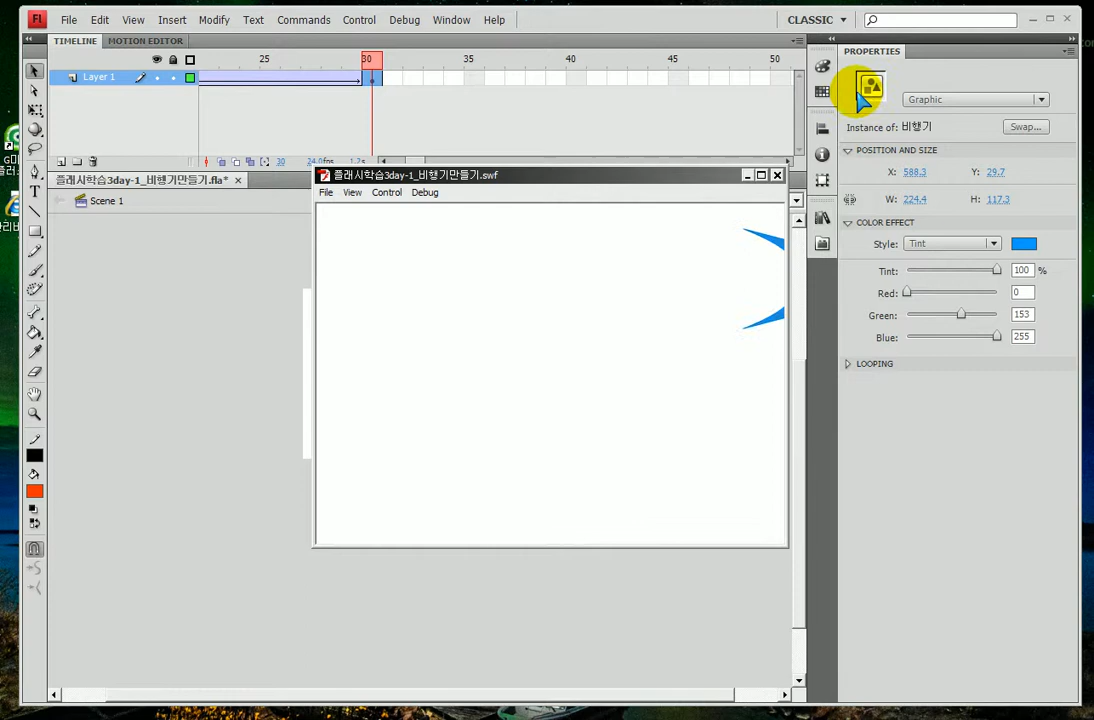 Fl File Edit View Insert Modify Text Commands Control Debug Window Help CLASSIC
TIMELINE MOTION EDITOR
25 30 35 40 45 50
Layer 1
30 24.0fps 1.2s
플래시학습3day-1_비행기만들기.fla*
Scene 1
플래시학습3day-1_비행기만들기.swf
File View Control Debug
PROPERTIES
Graphic
Instance of: 비행기 Swap...
POSITION AND SIZE
X: 588.3 Y: 29.7
W: 224.4 H: 117.3
COLOR EFFECT
Style: Tint
Tint: 100 %
Red: 0
Green: 153
Blue: 255
LOOPING